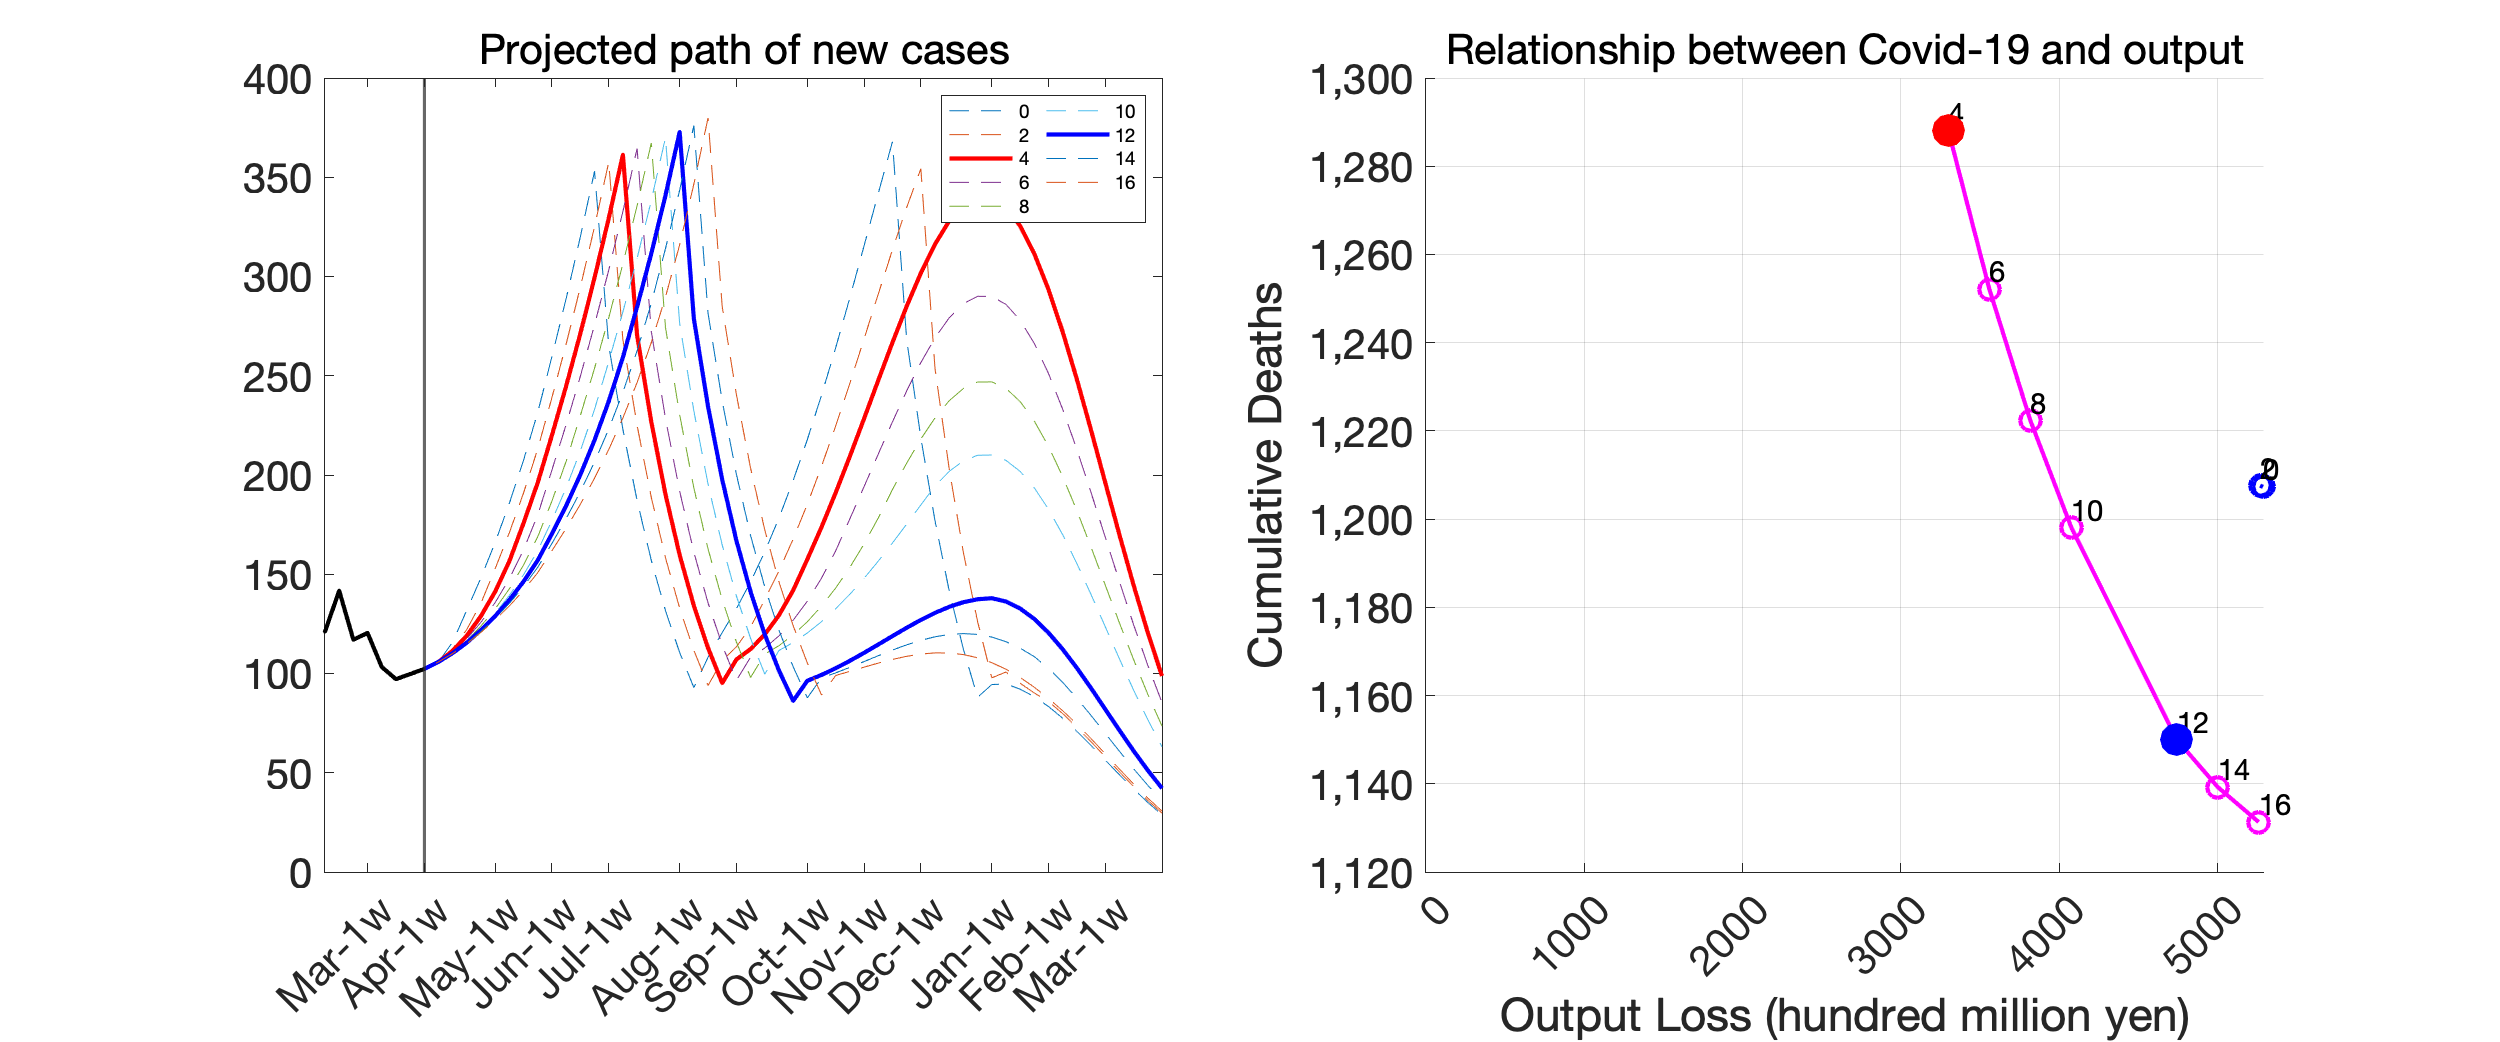 Projected path of new cases
400
350
300
250
200
150
100
50
0
0
2
4
6
8
10
12
14
16
Mar-1w
Apr-1w
May-1w
Jun-1w
Jul-1w
Aug-1w
Sep-1w
Oct-1w
Nov-1w
Dec-1w
Jan-1w
Feb-1w
Mar-1w
Relationship between Covid-19 and output
Cumulative Deaths
1,300
1,280
1,260
1,240
1,220
1,200
1,180
1,160
1,140
1,120
4
6
8
10
12
14
16
0
1000
2000
3000
4000
5000
Output Loss (hundred million yen)